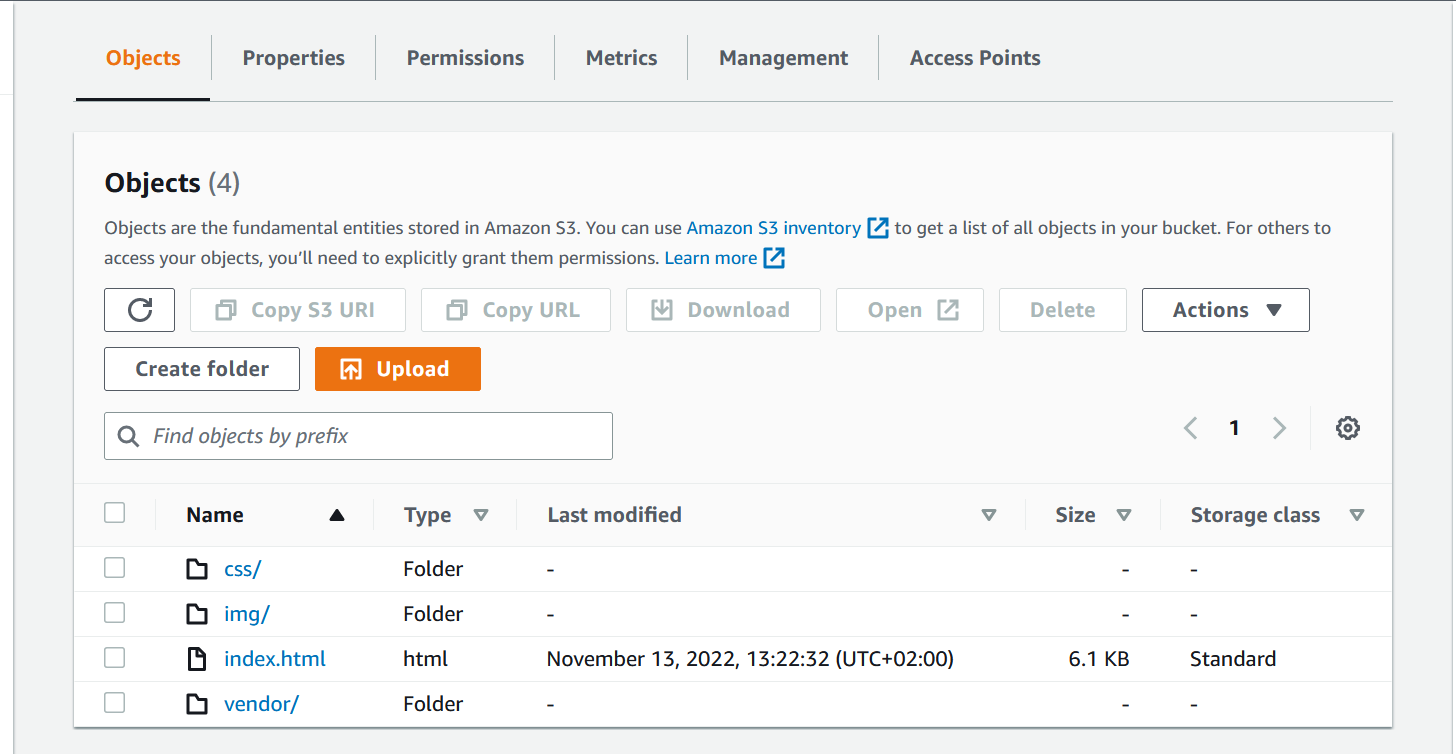 Objects Properties Permissions Metrics Management Access Points
Objects (4)
Objects are the fundamental entities stored in Amazon S3. You can use Amazon S3 inventory to get a list of all objects in your bucket. For others to
access your objects, you’ll need to explicitly grant them permissions. Learn more
Copy S3 URI Copy URL Download Open Delete Actions
Create folder Upload
Find objects by prefix 1
Name Type Last modified Size Storage class
css/ Folder - - -
img/ Folder - - -
index.html html November 13, 2022, 13:22:32 (UTC+02:00) 6.1 KB Standard
vendor/ Folder - - -